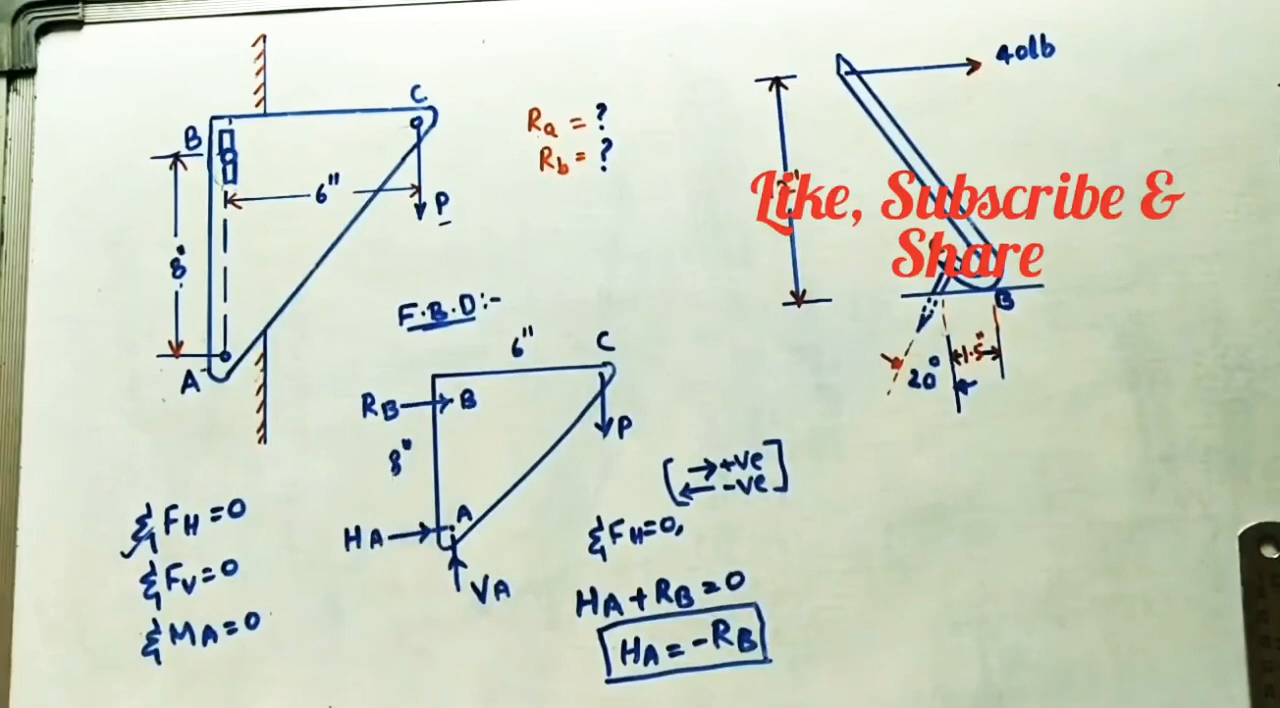 C
B
6"
P
8"
A
Ra = ?
Rb = ?
F.B.D:-
6"
C
RB
B
8"
P
HA
A
VA
ΣFH=0
ΣFV=0
ΣMA=0
[→+ve
←-ve]
ΣFH=0,
HA+RB=0
HA=-RB
40lb
Like, Subscribe &
Share
B
20°
1.5"